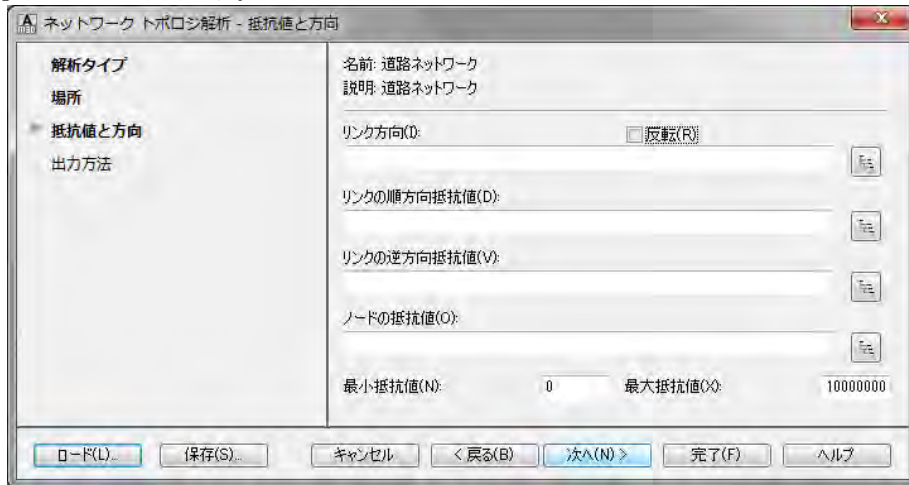 ネットワーク トポロジ解析 - 抵抗値と方向
解析タイプ
場所
抵抗値と方向
出力方法
名前: 道路ネットワーク
説明: 道路ネットワーク
リンク方向(I): 反転(R)
リンクの順方向抵抗値(D):
リンクの逆方向抵抗値(V):
ノードの抵抗値(O):
最小抵抗値(N): 0 最大抵抗値(X): 10000000
ロード(L)... 保存(S)... キャンセル < 戻る(B) 次へ(N) > 完了(F) ヘルプ